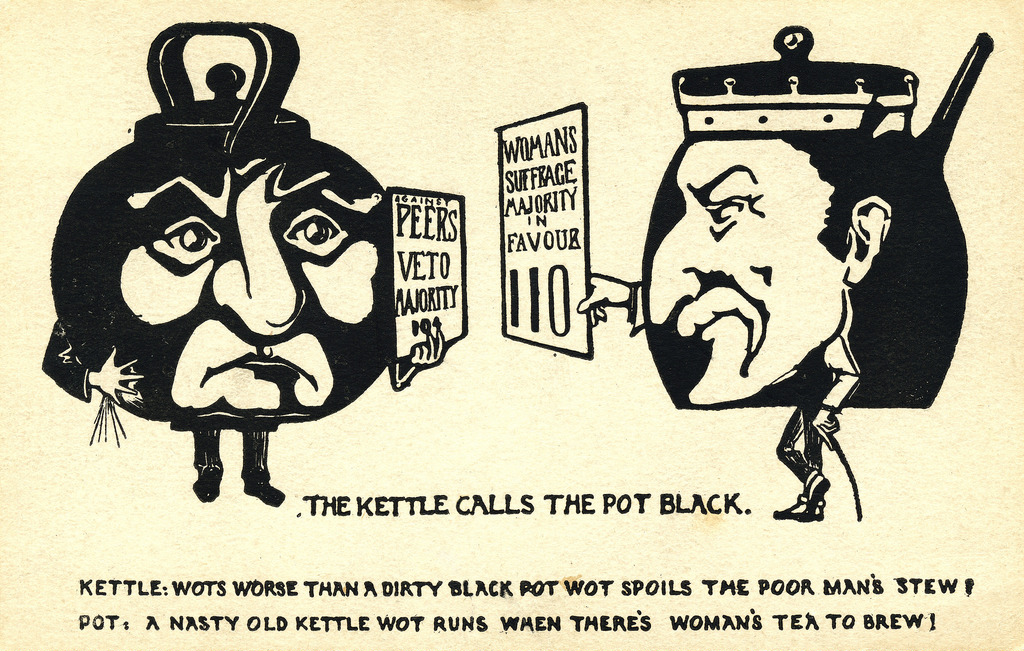 AGAINST
PEERS
VETO
MAJORITY
WOMANS
SUFFRAGE
MAJORITY
IN
FAVOUR
110
THE KETTLE CALLS THE POT BLACK.
KETTLE: WOTS WORSE THAN A DIRTY BLACK POT WOT SPOILS THE POOR MAN'S STEW!
POT: A NASTY OLD KETTLE WOT RUNS WHEN THERE'S WOMAN'S TEA TO BREW!